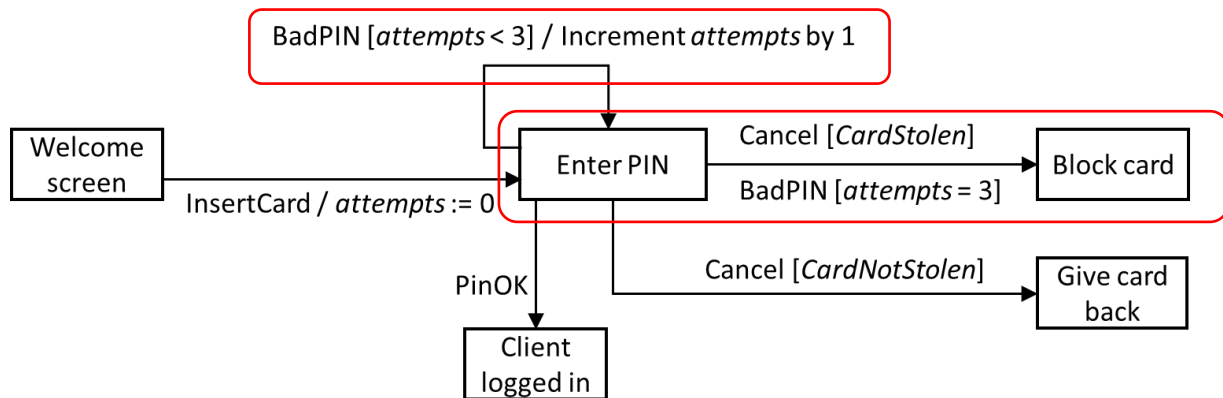 BadPIN [attempts < 3] / Increment attempts by 1
Welcome
screen
InsertCard / attempts := 0
Enter PIN
Cancel [CardStolen]
BadPIN [attempts = 3]
Block card
PinOK
Cancel [CardNotStolen]
Give card
back
Client
logged in